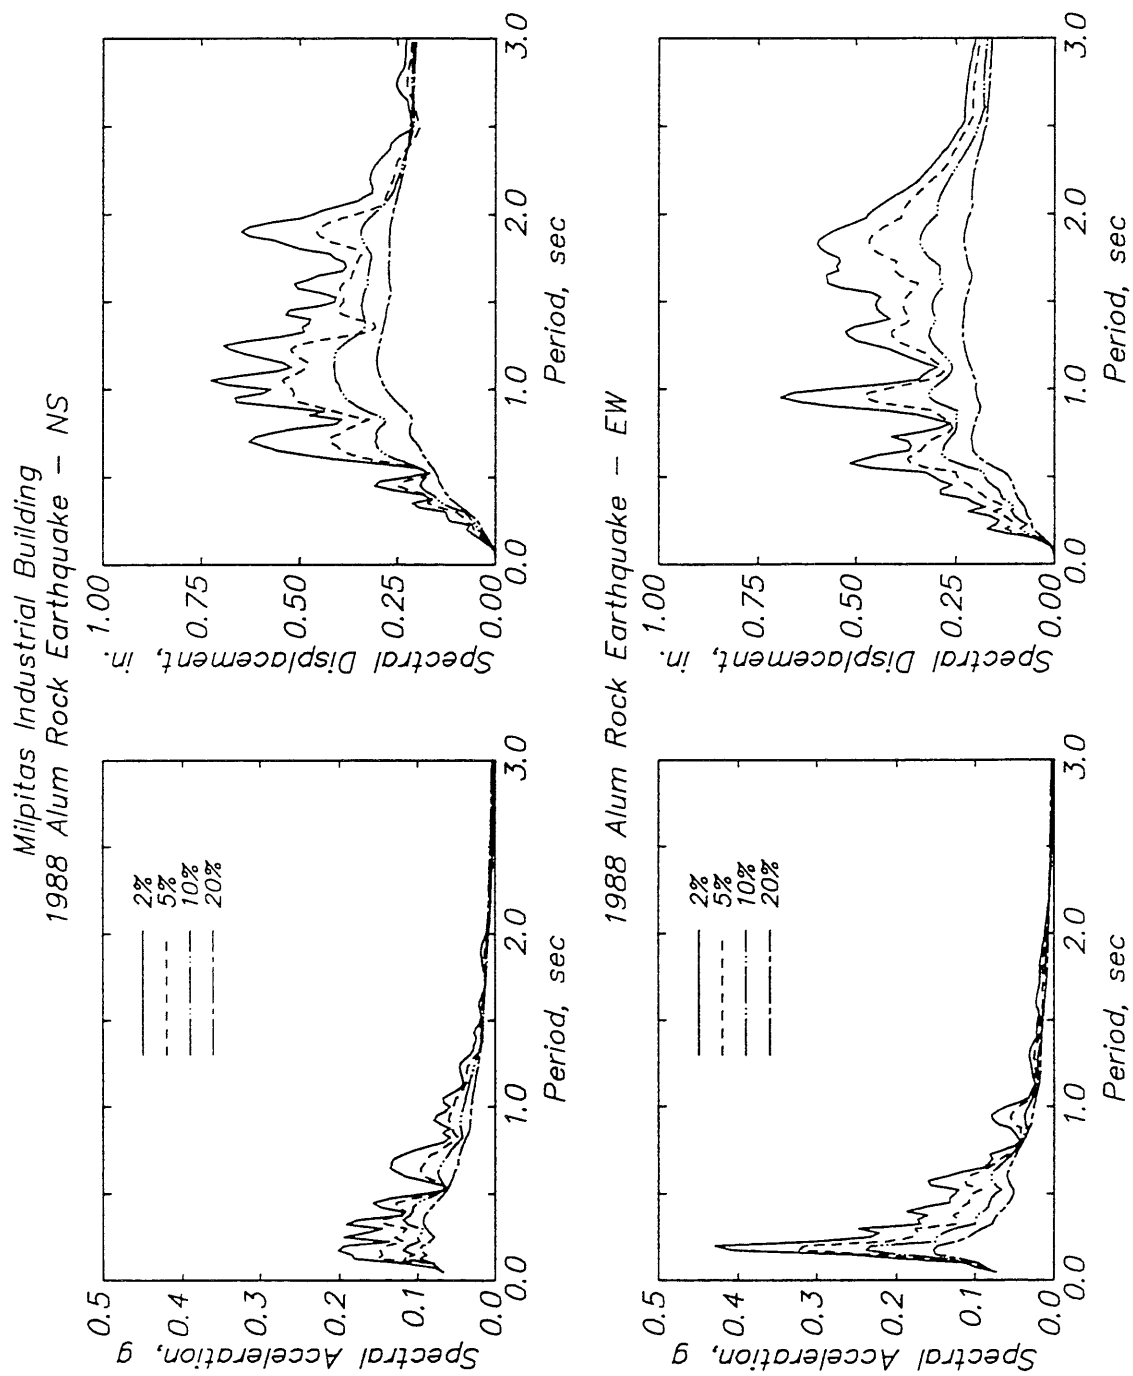 Milpitas Industrial Building
1988 Alum Rock Earthquake — NS
Spectral Acceleration, g
0.5
0.4
0.3
0.2
0.1
0.0
2%
5%
10%
20%
0.0 1.0 2.0 3.0
Period, sec
Spectral Displacement, in.
1.00
0.75
0.50
0.25
0.00
0.0 1.0 2.0 3.0
Period, sec
1988 Alum Rock Earthquake — EW
Spectral Acceleration, g
0.5
0.4
0.3
0.2
0.1
0.0
2%
5%
10%
20%
0.0 1.0 2.0 3.0
Period, sec
Spectral Displacement, in.
1.00
0.75
0.50
0.25
0.00
0.0 1.0 2.0 3.0
Period, sec